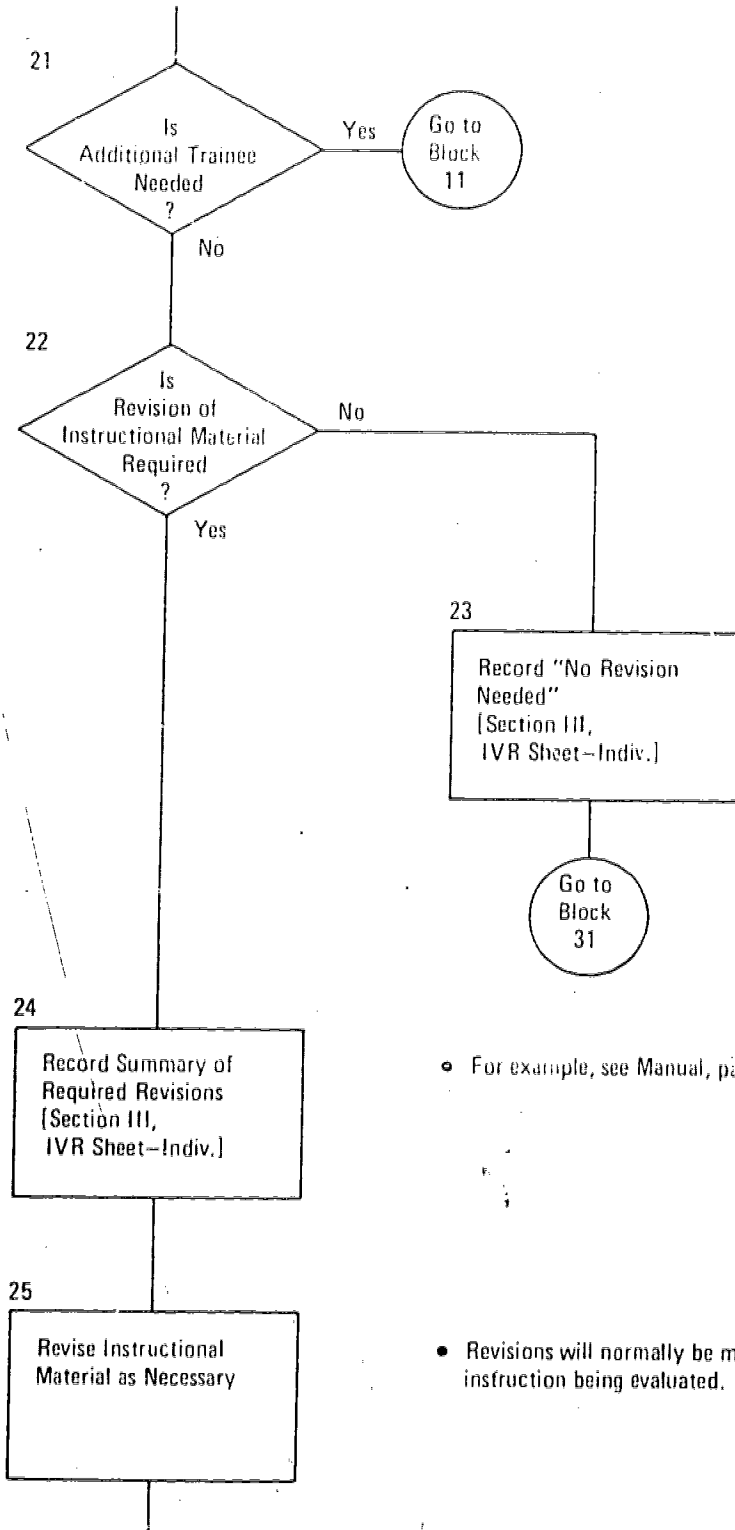 21
Is
Additional Trainee
Needed
?
Yes
Go to
Block
11
No
22
Is
Revision of
Instructional Material
Required
?
No
Yes
23
Record "No Revision
Needed"
[Section III,
IVR Sheet–Indiv.]
Go to
Block
31
24
Record Summary of
Required Revisions
[Section III,
IVR Sheet–Indiv.]
For example, see Manual,
25
Revise Instructional
Material as Necessary
• Revisions will normally be
instruction being evaluated.